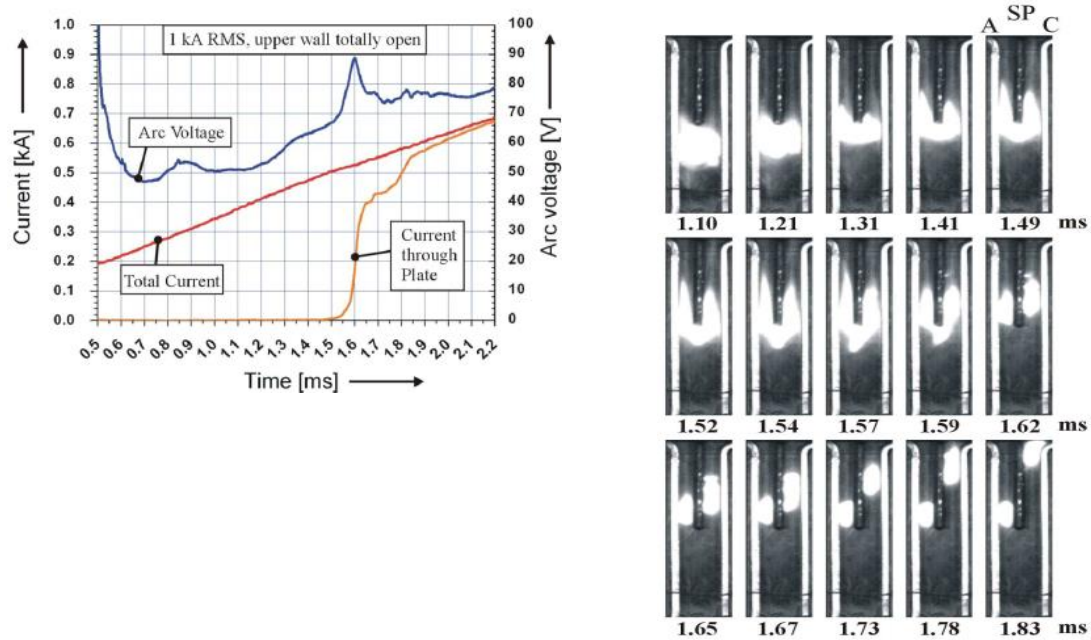 1 kA RMS, upper wall totally open
Current [kA]
1.0
0.9
0.8
0.7
0.6
0.5
0.4
0.3
0.2
0.1
0.0
Arc Voltage
Total Current
Current
through
Plate
100
90
80
70
60
50
40
30
20
10
0
Arc voltage [V]
0.5 0.6 0.7 0.8 0.9 1.0 1.1 1.2 1.3 1.4 1.5 1.6 1.7 1.8 1.9 2.0 2.1 2.2
Time [ms]
A SP C
1.10 1.21 1.31 1.41 1.49 ms
1.52 1.54 1.57 1.59 1.62 ms
1.65 1.67 1.73 1.78 1.83 ms